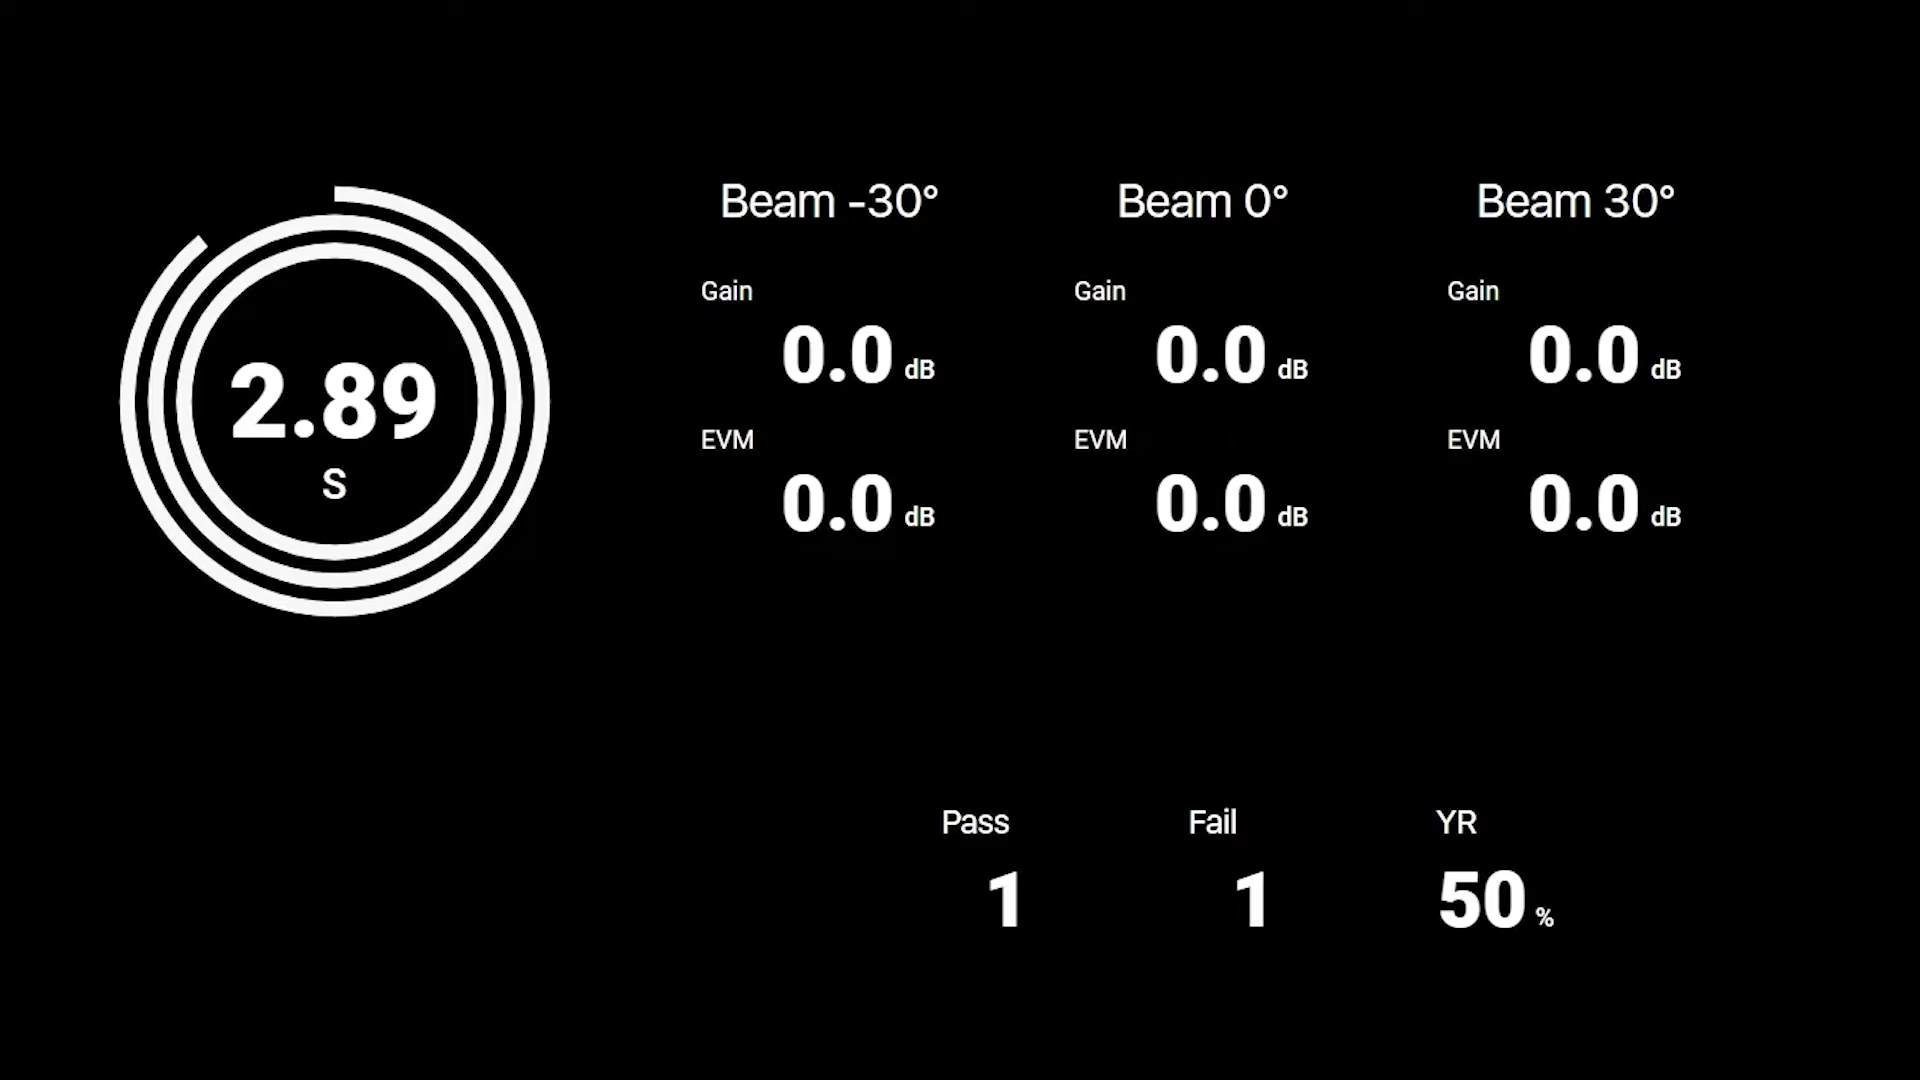 2.89
S
Beam -30° Beam 0° Beam 30°
Gain Gain Gain
0.0 dB 0.0 dB 0.0 dB
EVM EVM EVM
0.0 dB 0.0 dB 0.0 dB
Pass Fail YR
1 1 50 %